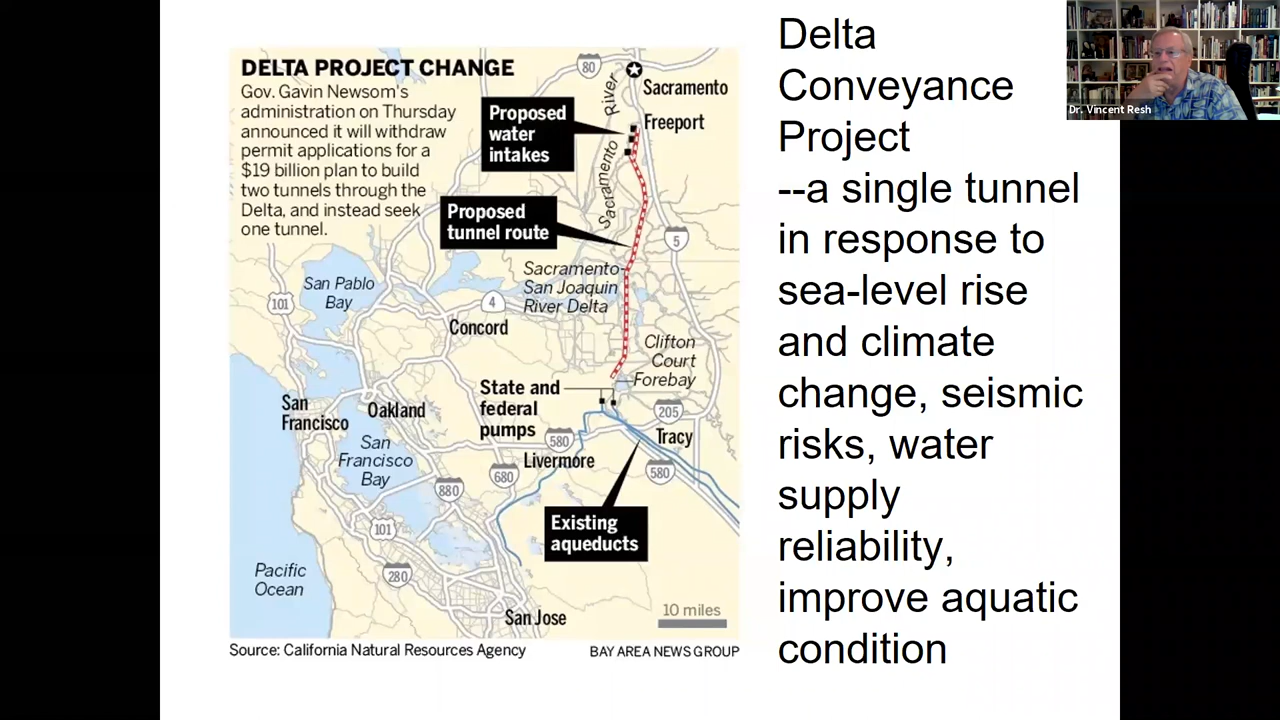 DELTA PROJECT CHANGE
Gov. Gavin Newsom's
administration on Thursday
announced it will withdraw
permit applications for a
$19 billion plan to build
two tunnels through the
Delta, and instead seek
one tunnel.
80
Sacramento
River
Freeport
Proposed
water
intakes
Sacramento
Proposed
tunnel route
5
Sacramento-
San Joaquin
River Delta
San Pablo
Bay
101
4
Concord
Clifton
Court
Forebay
State and
federal
pumps
San
Francisco
Oakland
205
Tracy
San
Francisco
Bay
580
Livermore
580
680
880
101
Existing
aqueducts
Pacific
Ocean
280
10 miles
San Jose
Source: California Natural Resources Agency
BAY AREA NEWS GROUP
Delta
Conveyance
Project
--a single tunnel
in response to
sea-level rise
and climate
change, seismic
risks, water
supply
reliability,
improve aquatic
condition
Dr. Vincent Resh